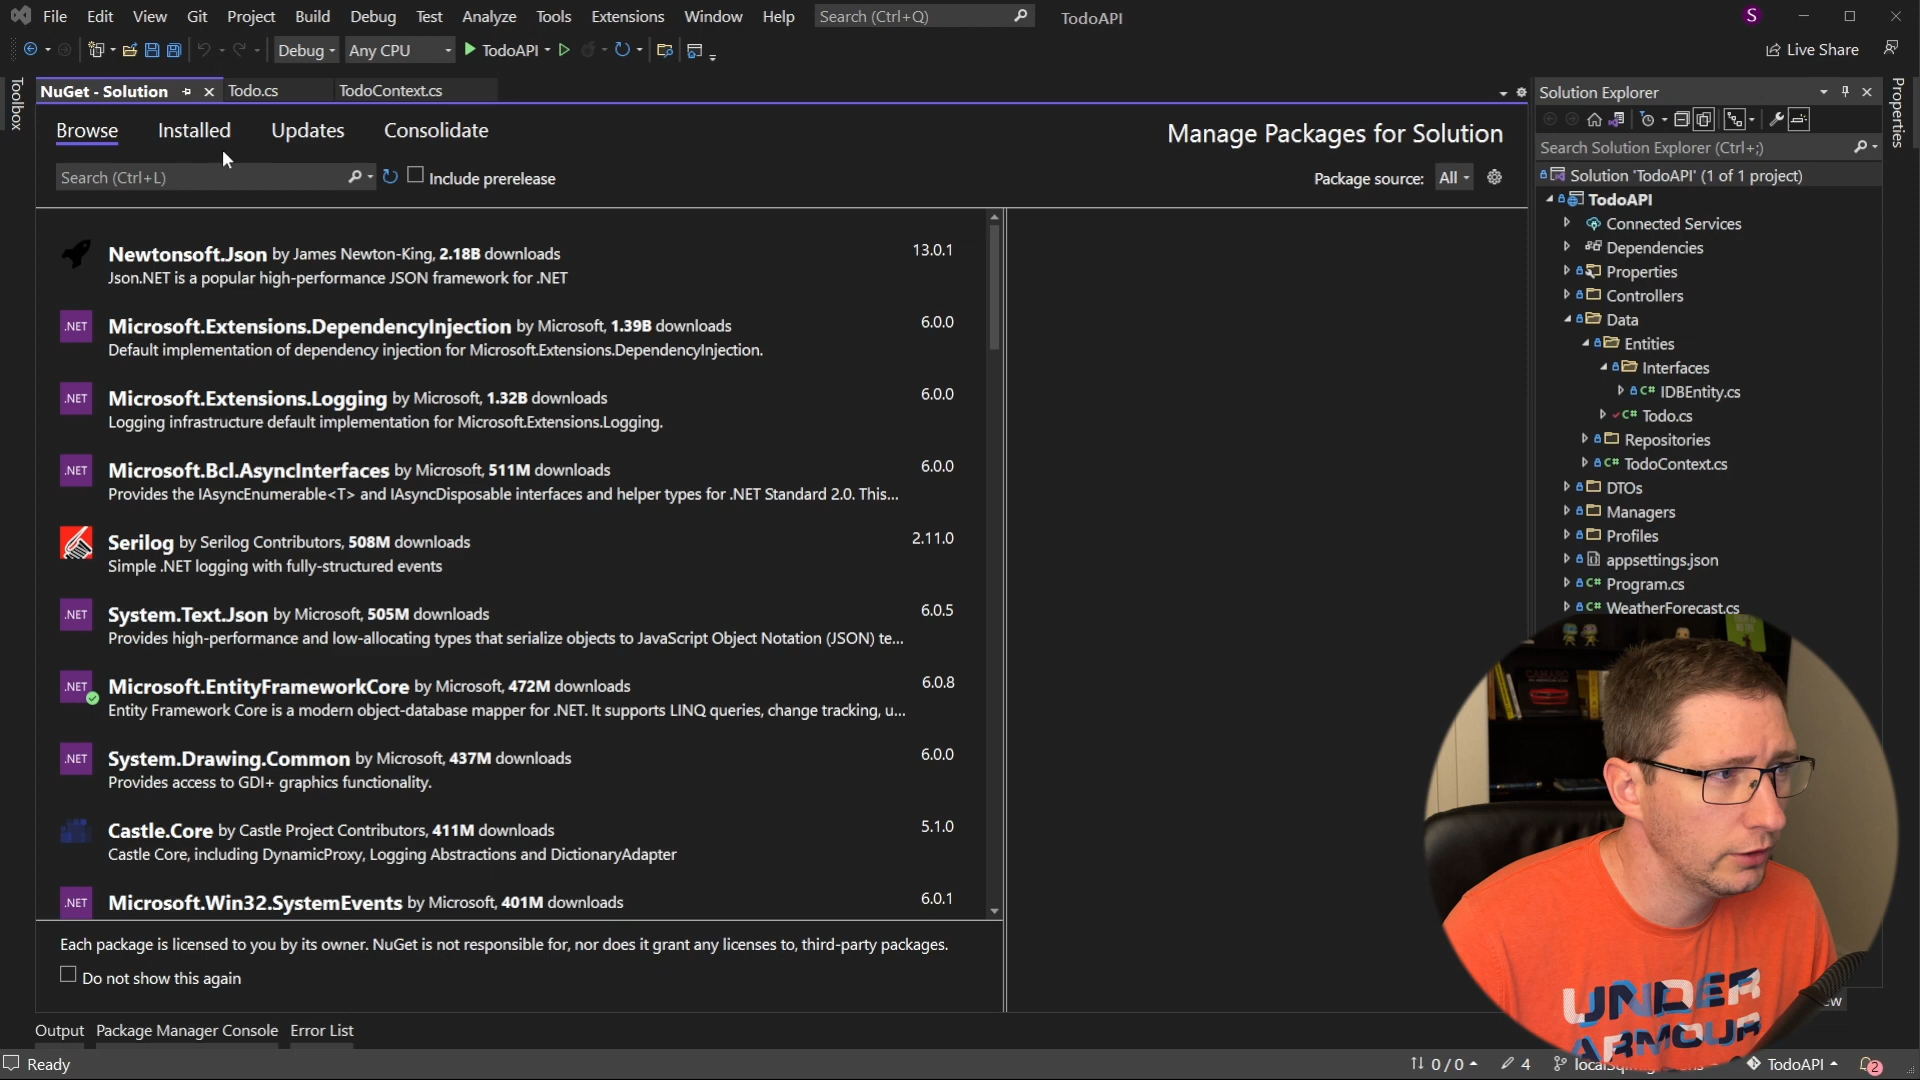 File Edit View Git Project Build Debug Test Analyze Tools Extensions Window Help Search (Ctrl+Q) TodoAPI S
Debug Any CPU TodoAPI Live Share
Toolbox
NuGet - Solution Todo.cs TodoContext.cs
Browse Installed Updates Consolidate
Manage Packages for Solution
Search (Ctrl+L) Include prerelease
Package source: All
Newtonsoft.Json by James Newton-King, 2.18B downloads 13.0.1
Json.NET is a popular high-performance JSON framework for .NET
.NET Microsoft.Extensions.DependencyInjection by Microsoft, 1.39B downloads 6.0.0
Default implementation of dependency injection for Microsoft.Extensions.DependencyInjection.
.NET Microsoft.Extensions.Logging by Microsoft, 1.32B downloads 6.0.0
Logging infrastructure default implementation for Microsoft.Extensions.Logging.
.NET Microsoft.Bcl.AsyncInterfaces by Microsoft, 511M downloads 6.0.0
Provides the IAsyncEnumerable<T> and IAsyncDisposable interfaces and helper types for .NET Standard 2.0. This...
Serilog by Serilog Contributors, 508M downloads 2.11.0
Simple .NET logging with fully-structured events
.NET System.Text.Json by Microsoft, 505M downloads 6.0.5
Provides high-performance and low-allocating types that serialize objects to JavaScript Object Notation (JSON) te...
.NET Microsoft.EntityFrameworkCore by Microsoft, 472M downloads 6.0.8
Entity Framework Core is a modern object-database mapper for .NET. It supports LINQ queries, change tracking, u...
.NET System.Drawing.Common by Microsoft, 437M downloads 6.0.0
Provides access to GDI+ graphics functionality.
Castle.Core by Castle Project Contributors, 411M downloads 5.1.0
Castle Core, including DynamicProxy, Logging Abstractions and DictionaryAdapter
.NET Microsoft.Win32.SystemEvents by Microsoft, 401M downloads 6.0.1
Each package is licensed to you by its owner. NuGet is not responsible for, nor does it grant any licenses to, third-party packages.
Do not show this again
Solution Explorer
Search Solution Explorer (Ctrl+;)
Solution 'TodoAPI' (1 of 1 project)
TodoAPI
Connected Services
Dependencies
Properties
Controllers
Data
Entities
Interfaces
C# IDBEntity.cs
C# Todo.cs
Repositories
C# TodoContext.cs
DTOs
Managers
Profiles
appsettings.json
C# Program.cs
C# WeatherForecast.cs
Properties
CAMARO
UNDER
ARMOUR
Output Package Manager Console Error List
Ready 0 / 0 4 TodoAPI 2